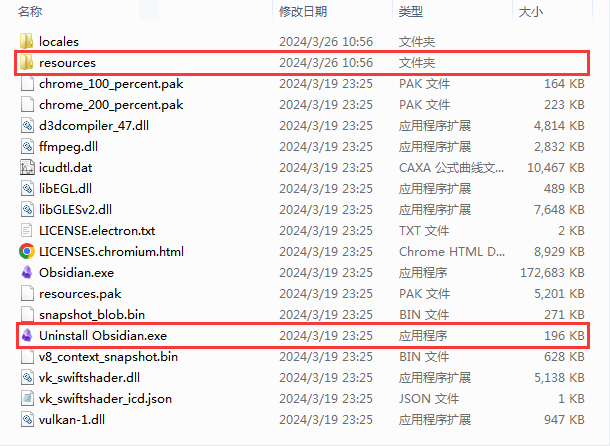 名称 修改日期 类型 大小
locales 2024/3/26 10:56 文件夹
resources 2024/3/26 10:56 文件夹
chrome_100_percent.pak 2024/3/19 23:25 PAK 文件 164 KB
chrome_200_percent.pak 2024/3/19 23:25 PAK 文件 223 KB
d3dcompiler_47.dll 2024/3/19 23:25 应用程序扩展 4,814 KB
ffmpeg.dll 2024/3/19 23:25 应用程序扩展 2,832 KB
icudtl.dat 2024/3/19 23:25 CAXA 公式曲线文... 10,467 KB
libEGL.dll 2024/3/19 23:25 应用程序扩展 489 KB
libGLESv2.dll 2024/3/19 23:25 应用程序扩展 7,648 KB
LICENSE.electron.txt 2024/3/19 23:25 TXT 文件 2 KB
LICENSES.chromium.html 2024/3/19 23:25 Chrome HTML D... 8,929 KB
Obsidian.exe 2024/3/19 23:25 应用程序 172,683 KB
resources.pak 2024/3/19 23:25 PAK 文件 5,201 KB
snapshot_blob.bin 2024/3/19 23:25 BIN 文件 271 KB
Uninstall Obsidian.exe 2024/3/19 23:25 应用程序 196 KB
v8_context_snapshot.bin 2024/3/19 23:25 BIN 文件 628 KB
vk_swiftshader.dll 2024/3/19 23:25 应用程序扩展 5,138 KB
vk_swiftshader_icd.json 2024/3/19 23:25 JSON 文件 1 KB
vulkan-1.dll 2024/3/19 23:25 应用程序扩展 947 KB